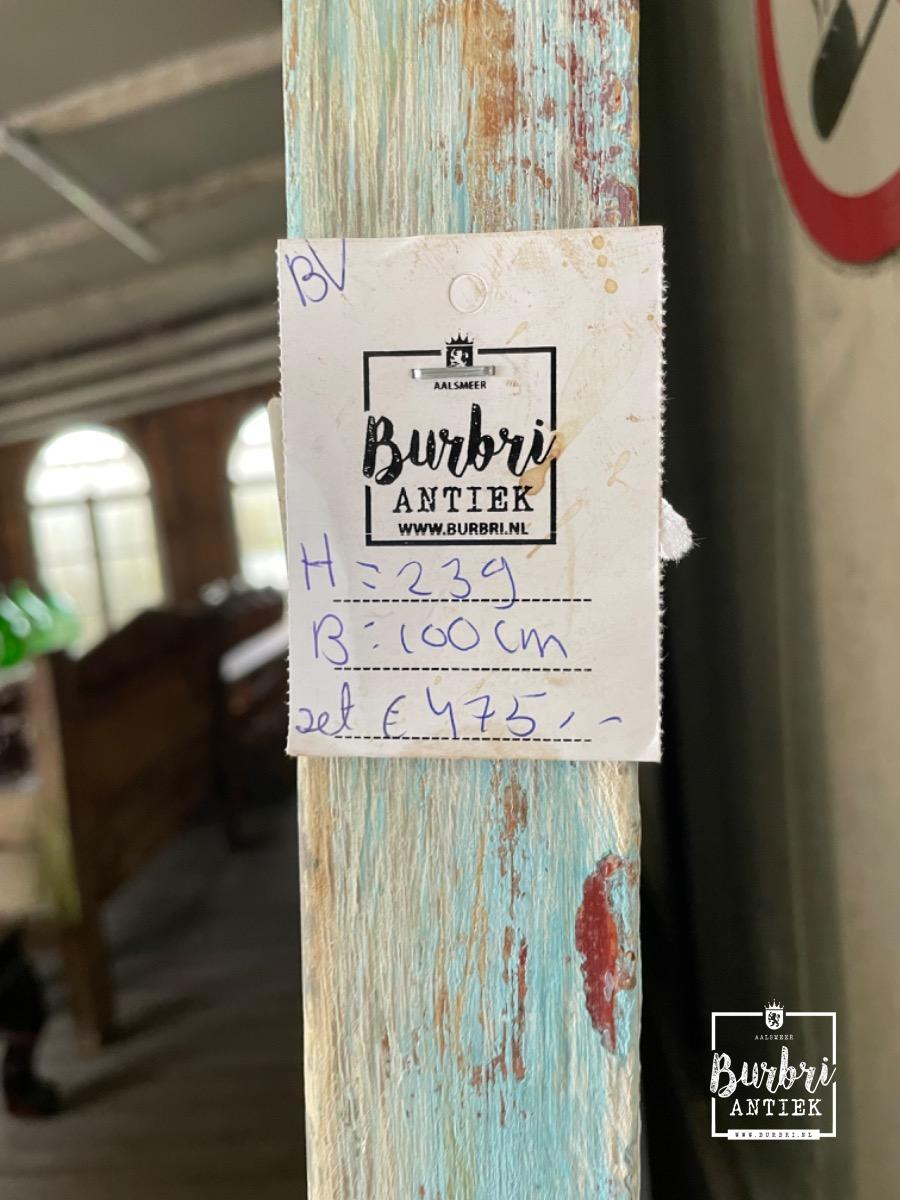 BV
AALSMEER
Burbri
ANTIEK
WWW.BURBRI.NL
H = 239
B: 100 cm
set € 475,--
AALSMEER
Burbri
ANTIEK
WWW.BURBRI.NL